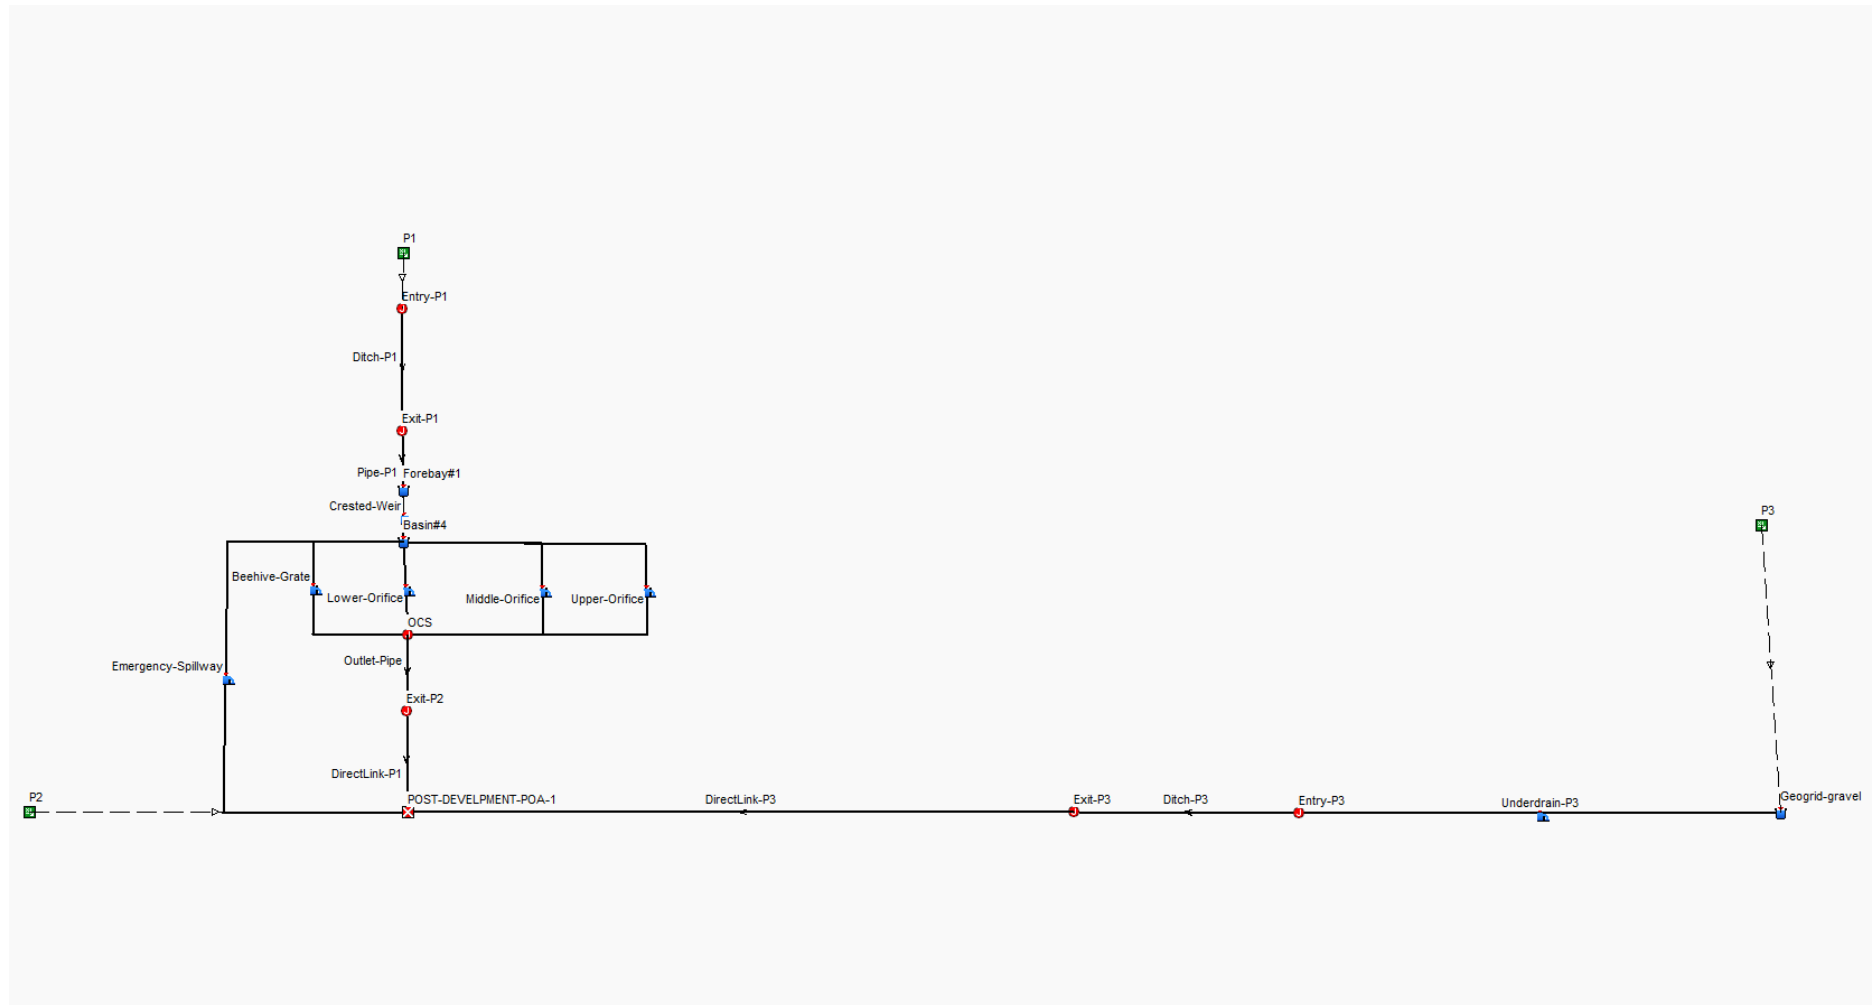 P1
Entry-P1
Ditch-P1
Exit-P1
Pipe-P1 Forebay#1
Crested-Weir
Basin#4
P3
Beehive-Grate
Lower-Orifice
Middle-Orifice
Upper-Orifice
OCS
Outlet-Pipe
Emergency-Spillway
Exit-P2
DirectLink-P1
P2
POST-DEVELPMENT-POA-1
DirectLink-P3
Exit-P3
Ditch-P3
Entry-P3
Underdrain-P3
Geogrid-gravel